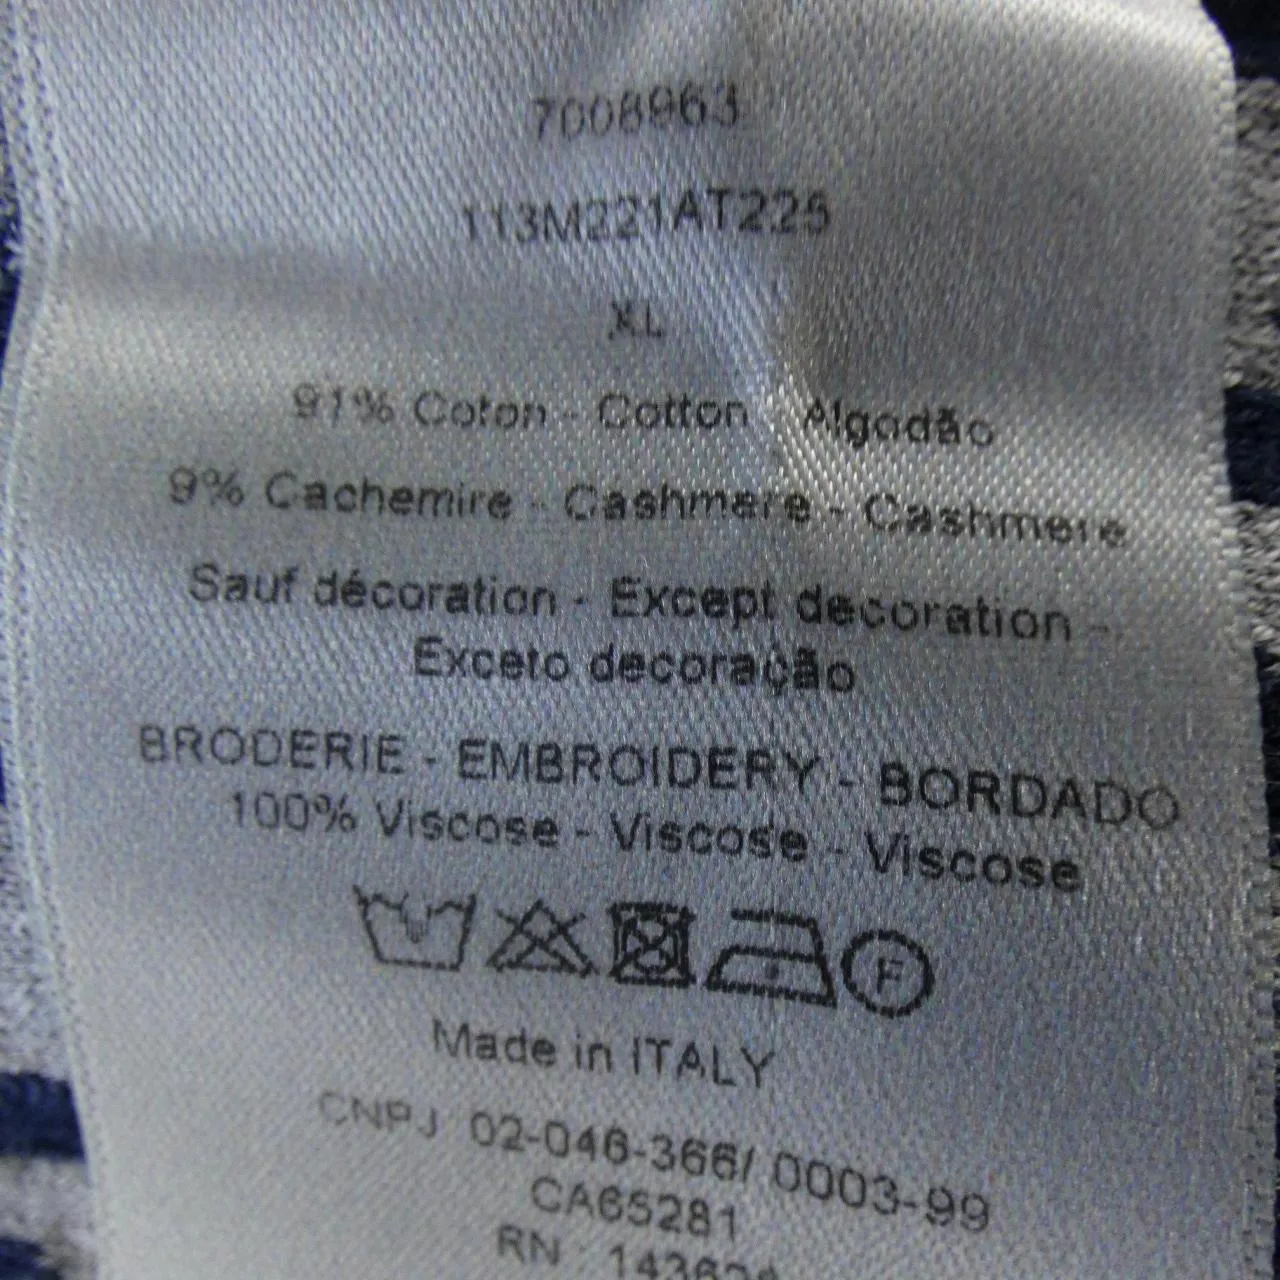 7008963
113M221AT225
XL
91% Coton - Cotton - Algodão
9% Cachemire - Cashmere - Cashmere
Sauf décoration - Except decoration -
Exceto decoração
BRODERIE - EMBROIDERY - BORDADO
100% Viscose - Viscose - Viscose
F
Made in ITALY
CNPJ 02-046-366/ 0003-99
CA65281
RN